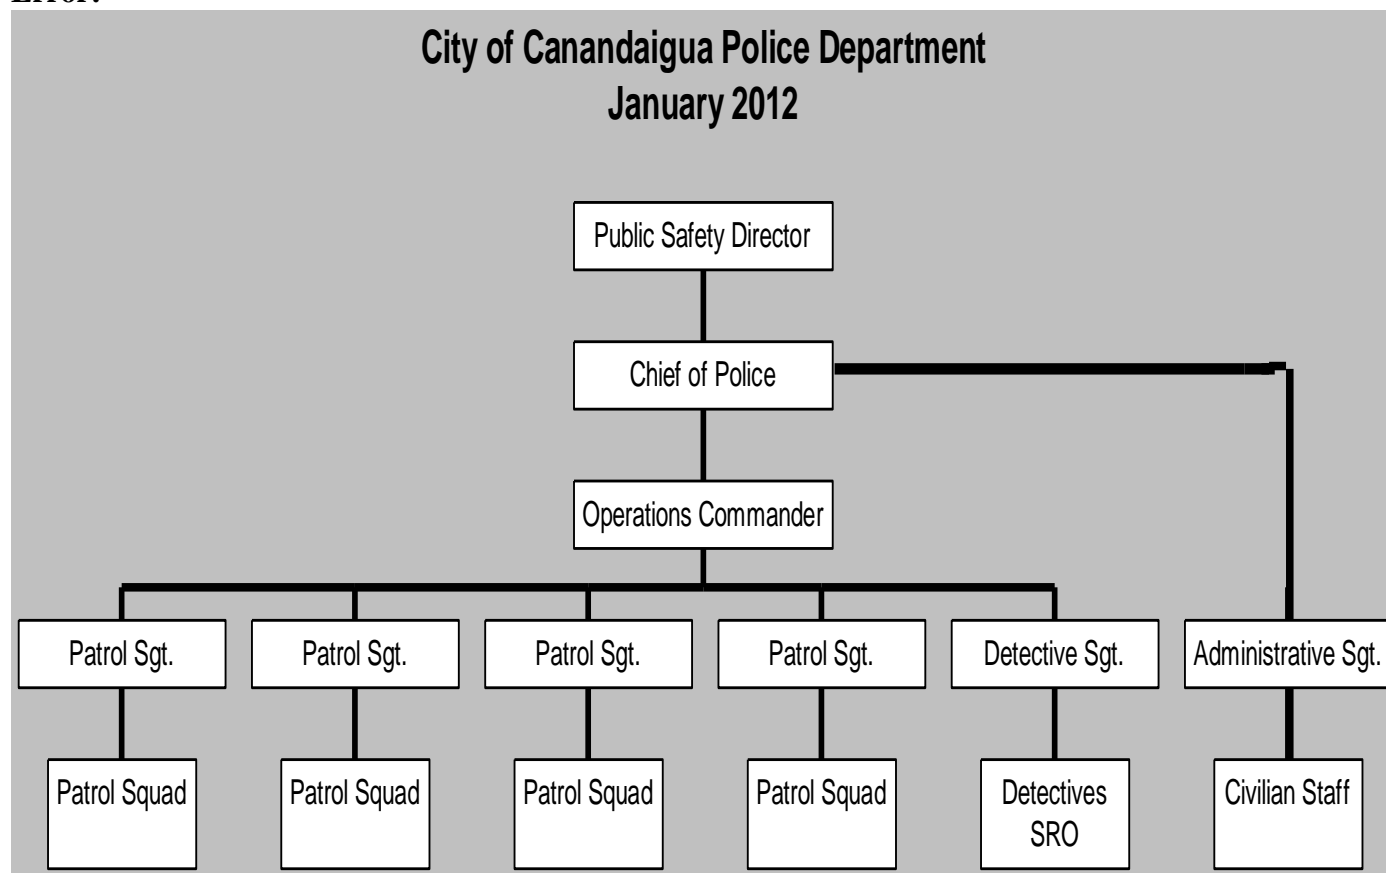 City of Canandaigua Police Department
January 2012
Public Safety Director
Chief of Police
Operations Commander
Patrol Sgt.
Patrol Sgt.
Patrol Sgt.
Patrol Sgt.
Detective Sgt.
Administrative Sgt.
Patrol Squad
Patrol Squad
Patrol Squad
Patrol Squad
Detectives
SRO
Civilian Staff